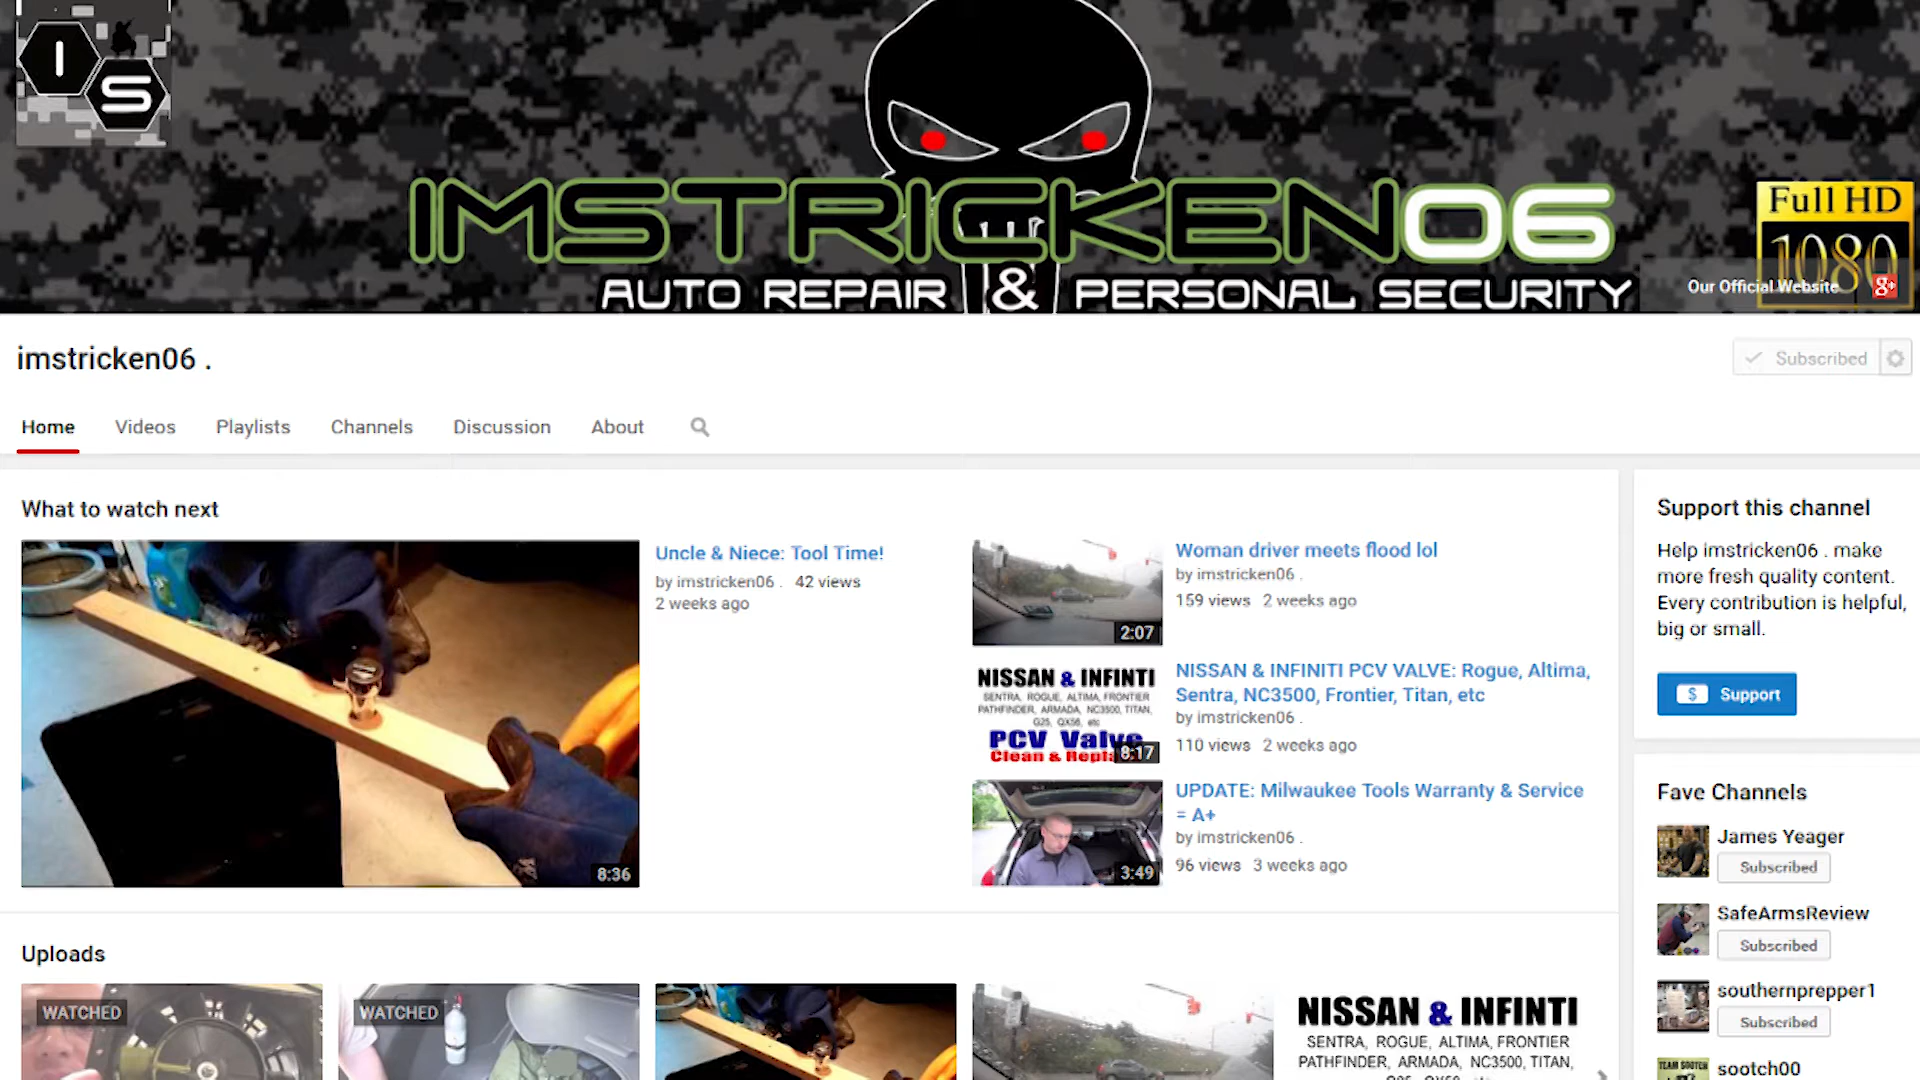 I
S
IMSTRICKEN06
AUTO REPAIR & PERSONAL SECURITY
Full HD
1080
Our Official Website
g+
imstricken06 .
Subscribed
Home
Videos
Playlists
Channels
Discussion
About
What to watch next
8:36
Uncle & Niece: Tool Time!
by imstricken06 . 42 views
2 weeks ago
2:07
Woman driver meets flood lol
by imstricken06 .
159 views 2 weeks ago
NISSAN & INFINTI
SENTRA, ROGUE, ALTIMA, FRONTIER
PATHFINDER, ARMADA, NC3500, TITAN,
G25, QX56, etc
PCV Valve
Clean & Repla
8:17
NISSAN & INFINITI PCV VALVE: Rogue, Altima,
Sentra, NC3500, Frontier, Titan, etc
by imstricken06 .
110 views 2 weeks ago
3:49
UPDATE: Milwaukee Tools Warranty & Service
= A+
by imstricken06 .
96 views 3 weeks ago
Support this channel
Help imstricken06 . make
more fresh quality content.
Every contribution is helpful,
big or small.
$ Support
Fave Channels
James Yeager
Subscribed
SafeArmsReview
Subscribed
southernprepper1
Subscribed
TEAM SOOTCH
sootch00
Uploads
WATCHED
WATCHED
NISSAN & INFINTI
SENTRA, ROGUE, ALTIMA, FRONTIER
PATHFINDER, ARMADA, NC3500, TITAN,